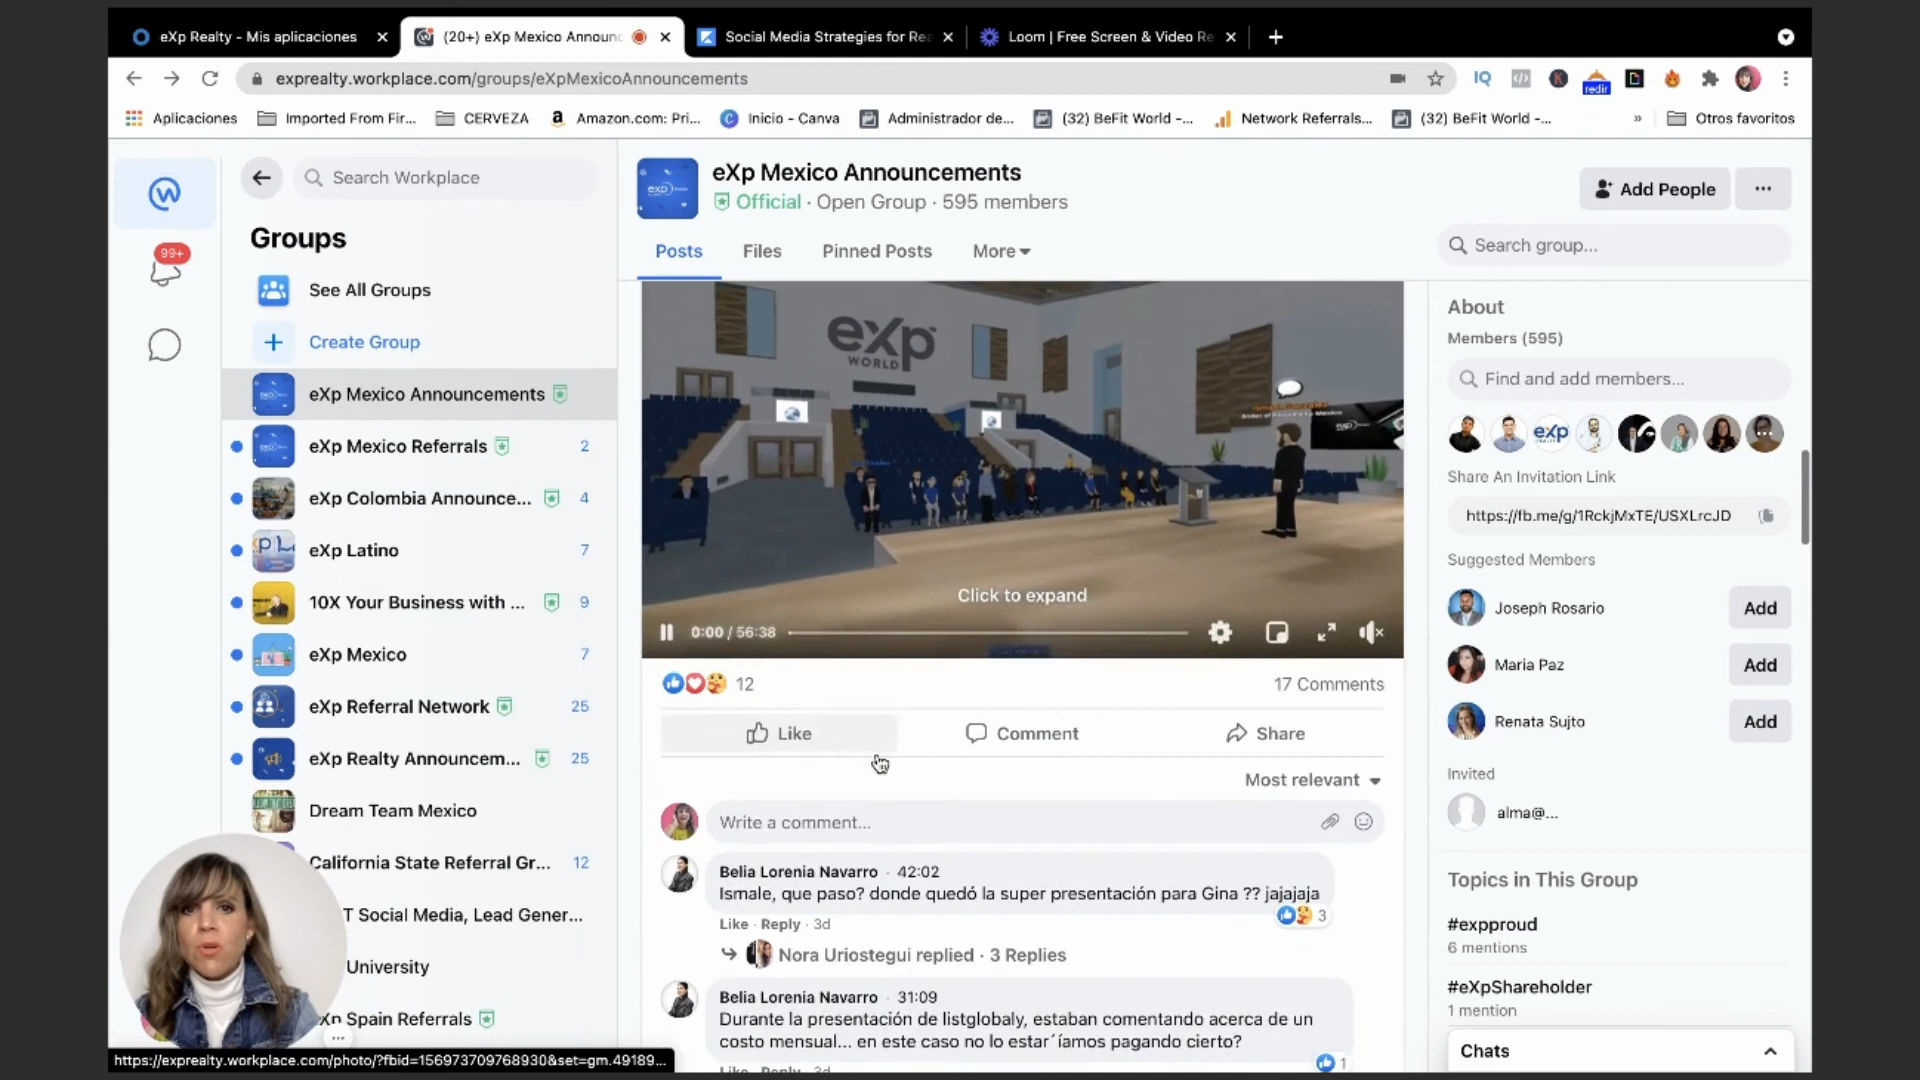 eXp Realty - Mis aplicaciones
(20+) eXp Mexico Announc
Social Media Strategies for Rea
Loom | Free Screen & Video Re
exprealty.workplace.com/groups/eXpMexicoAnnouncements
IQ
redir
Aplicaciones
Imported From Fir...
CERVEZA
Amazon.com: Pri...
Inicio - Canva
Administrador de...
(32) BeFit World -...
Network Referrals...
(32) BeFit World -...
»
Otros favoritos
99+
Search Workplace
Groups
See All Groups
Create Group
eXp Mexico Announcements
eXp Mexico Referrals 2
eXp Colombia Announce... 4
eXp Latino 7
10X Your Business with ... 9
eXp Mexico 7
eXp Referral Network 25
eXp Realty Announcem... 25
Dream Team Mexico
California State Referral Gr... 12
T Social Media, Lead Gener...
University
Xp Spain Referrals
...
https://exprealty.workplace.com/photo/?fbid=156973709768930&set=gm.49189...
eXp Mexico Announcements
Official · Open Group · 595 members
Add People
Posts
Files
Pinned Posts
More
Search group...
exp
WORLD
Click to expand
0:00 / 56:38
12
17 Comments
Like
Comment
Share
Most relevant
Write a comment...
Belia Lorenia Navarro · 42:02
Ismale, que paso? donde quedó la super presentación para Gina ?? jajajaja
3
Like · Reply · 3d
Nora Uriostegui replied · 3 Replies
Belia Lorenia Navarro · 31:09
Durante la presentación de listglobaly, estaban comentando acerca de un
costo mensual... en este caso no lo estar´íamos pagando cierto?
1
Like · Reply · 3d
About
Members (595)
Find and add members...
exp
Share An Invitation Link
https://fb.me/g/1RckjMxTE/USXLrcJD
Suggested Members
Joseph Rosario Add
Maria Paz Add
Renata Sujto Add
Invited
alma@...
Topics in This Group
#expproud
6 mentions
#eXpShareholder
1 mention
Chats